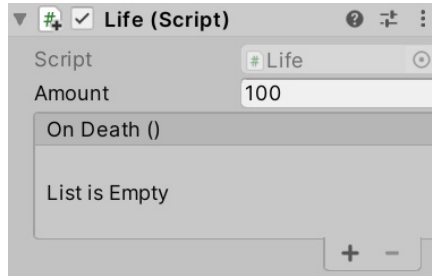 Life (Script)
Script Life
Amount 100
On Death ()
List is Empty